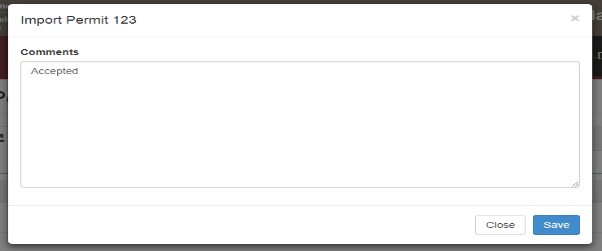 Import Permit 123
×
Comments
Accepted
Close
Save